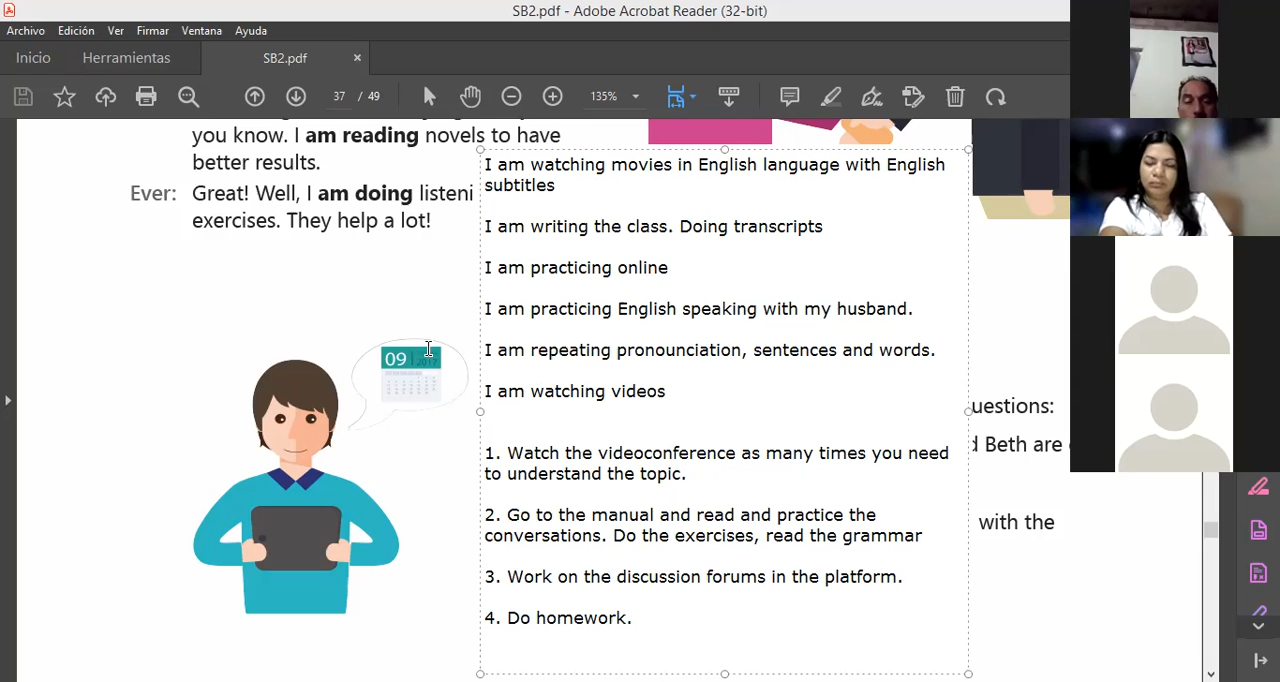 SB2.pdf - Adobe Acrobat Reader (32-bit)
Archivo Edición Ver Firmar Ventana Ayuda
Inicio Herramientas SB2.pdf ×
37 / 49 135%
you know. I am reading novels to have
better results.
Ever: Great! Well, I am doing listeni
exercises. They help a lot!
I am watching movies in English language with English
subtitles
I am writing the class. Doing transcripts
I am practicing online
I am practicing English speaking with my husband.
I am repeating pronounciation, sentences and words.
I am watching videos
1. Watch the videoconference as many times you need
to understand the topic.
2. Go to the manual and read and practice the
conversations. Do the exercises, read the grammar
3. Work on the discussion forums in the platform.
4. Do homework.
09 2017
uestions:
d Beth are
with the